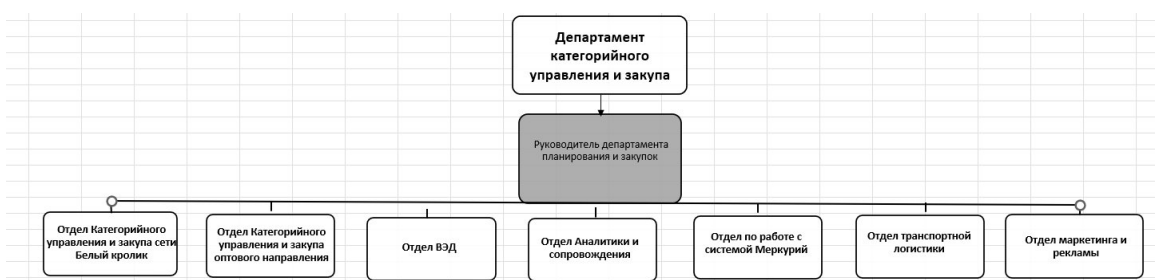 Департамент
категорийного
управления и закупа
Руководитель департамента
планирования и закупок
Отдел Категорийного
управления и закупа сети
Белый кролик
Отдел Категорийного
управления и закупа
оптового направления
Отдел ВЭД
Отдел Аналитики и
сопровождения
Отдел по работе с
системой Меркурий
Отдел транспортной
логистики
Отдел маркетинга и
рекламы